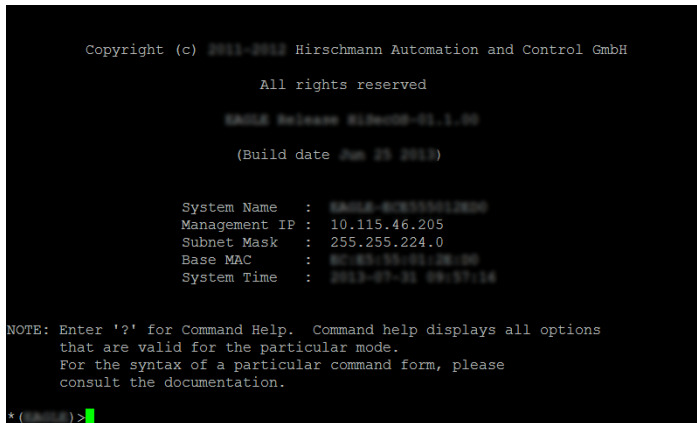 Copyright (c) Hirschmann Automation and Control GmbH
All rights reserved
(Build date )
System Name :
Management IP : 10.115.46.205
Subnet Mask : 255.255.224.0
Base MAC :
System Time :
NOTE: Enter '?' for Command Help. Command help displays all options
that are valid for the particular mode.
For the syntax of a particular command form, please
consult the documentation.
*( )>